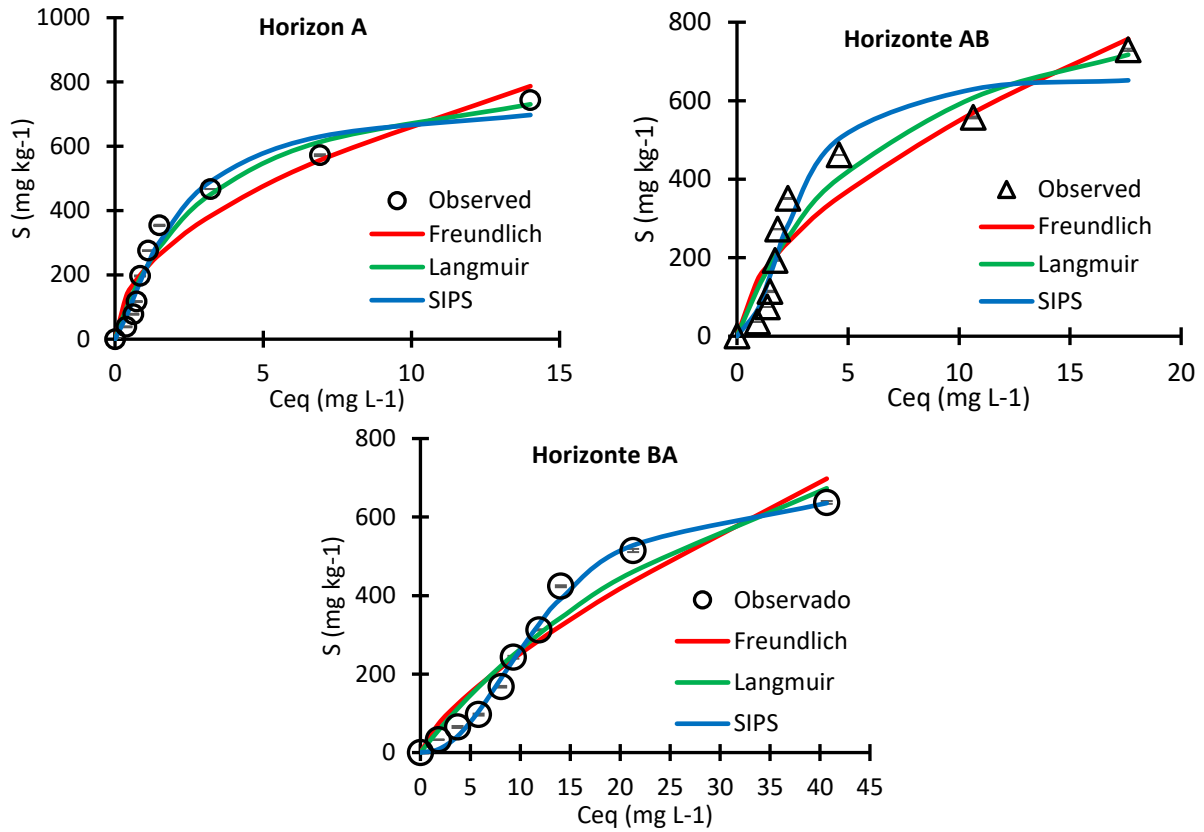 Horizon A
S (mg kg-1)
1000
800
600
400
200
0
0
5
10
15
Ceq (mg L-1)
Observed
Freundlich
Langmuir
SIPS
Horizonte AB
S (mg kg-1)
800
600
400
200
0
0
5
10
15
20
Ceq (mg L-1)
Observed
Freundlich
Langmuir
SIPS
Horizonte BA
S (mg kg-1)
800
600
400
200
0
0
5
10
15
20
25
30
35
40
45
Ceq (mg L-1)
Observado
Freundlich
Langmuir
SIPS